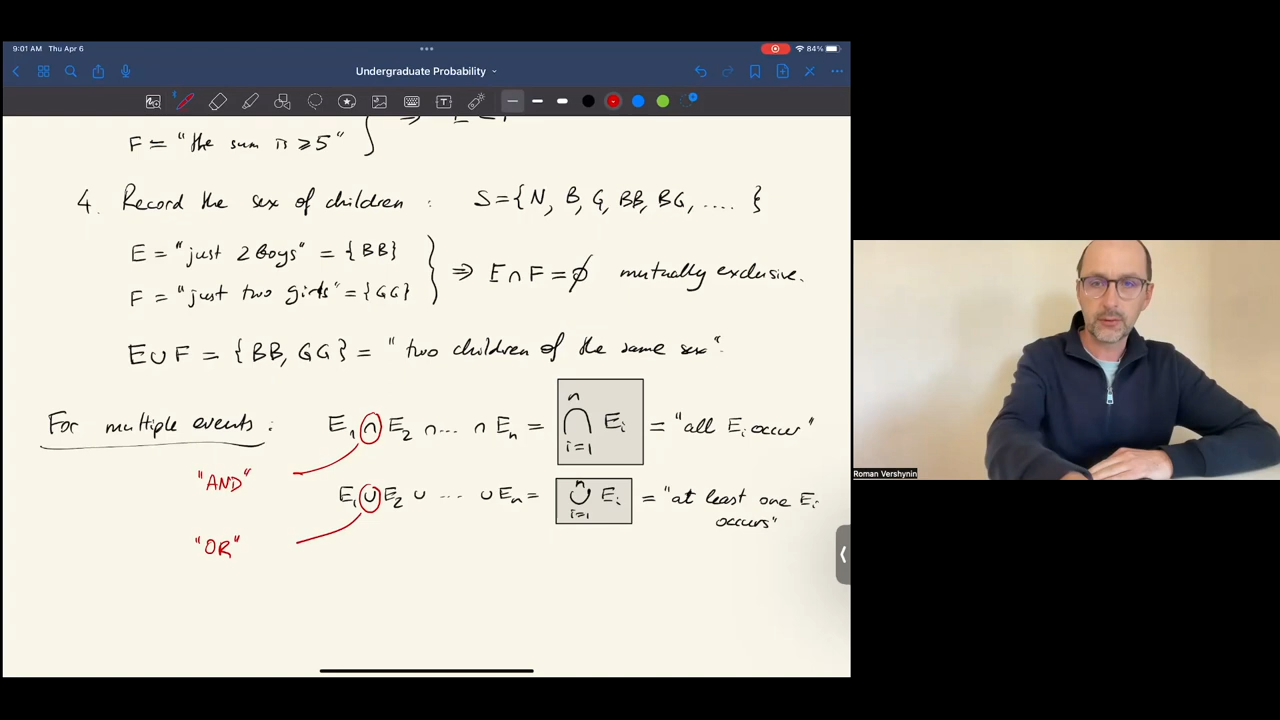 9:01 AM Thu Apr 6
84%
Undergraduate Probability
F = "the sum is ≥5"
4. Record the sex of children : S = {N, B, G, BB, BG, .... }
E = "just 2 boys" = {BB}
F = "just two girls" = {GG}
⇒ E ∩ F = ∅ mutually exclusive.
E ∪ F = {BB, GG} = "two children of the same sex".
For multiple events : E₁ ∩ E₂ ∩ ... ∩ Eₙ = ⋂ⁿᵢ₌₁ Eᵢ = "all Eᵢ occur"
"AND"
E₁ ∪ E₂ ∪ ... ∪ Eₙ = ⋃ⁿᵢ₌₁ Eᵢ = "at least one Eᵢ
occurs"
"OR"
Roman Vershynin